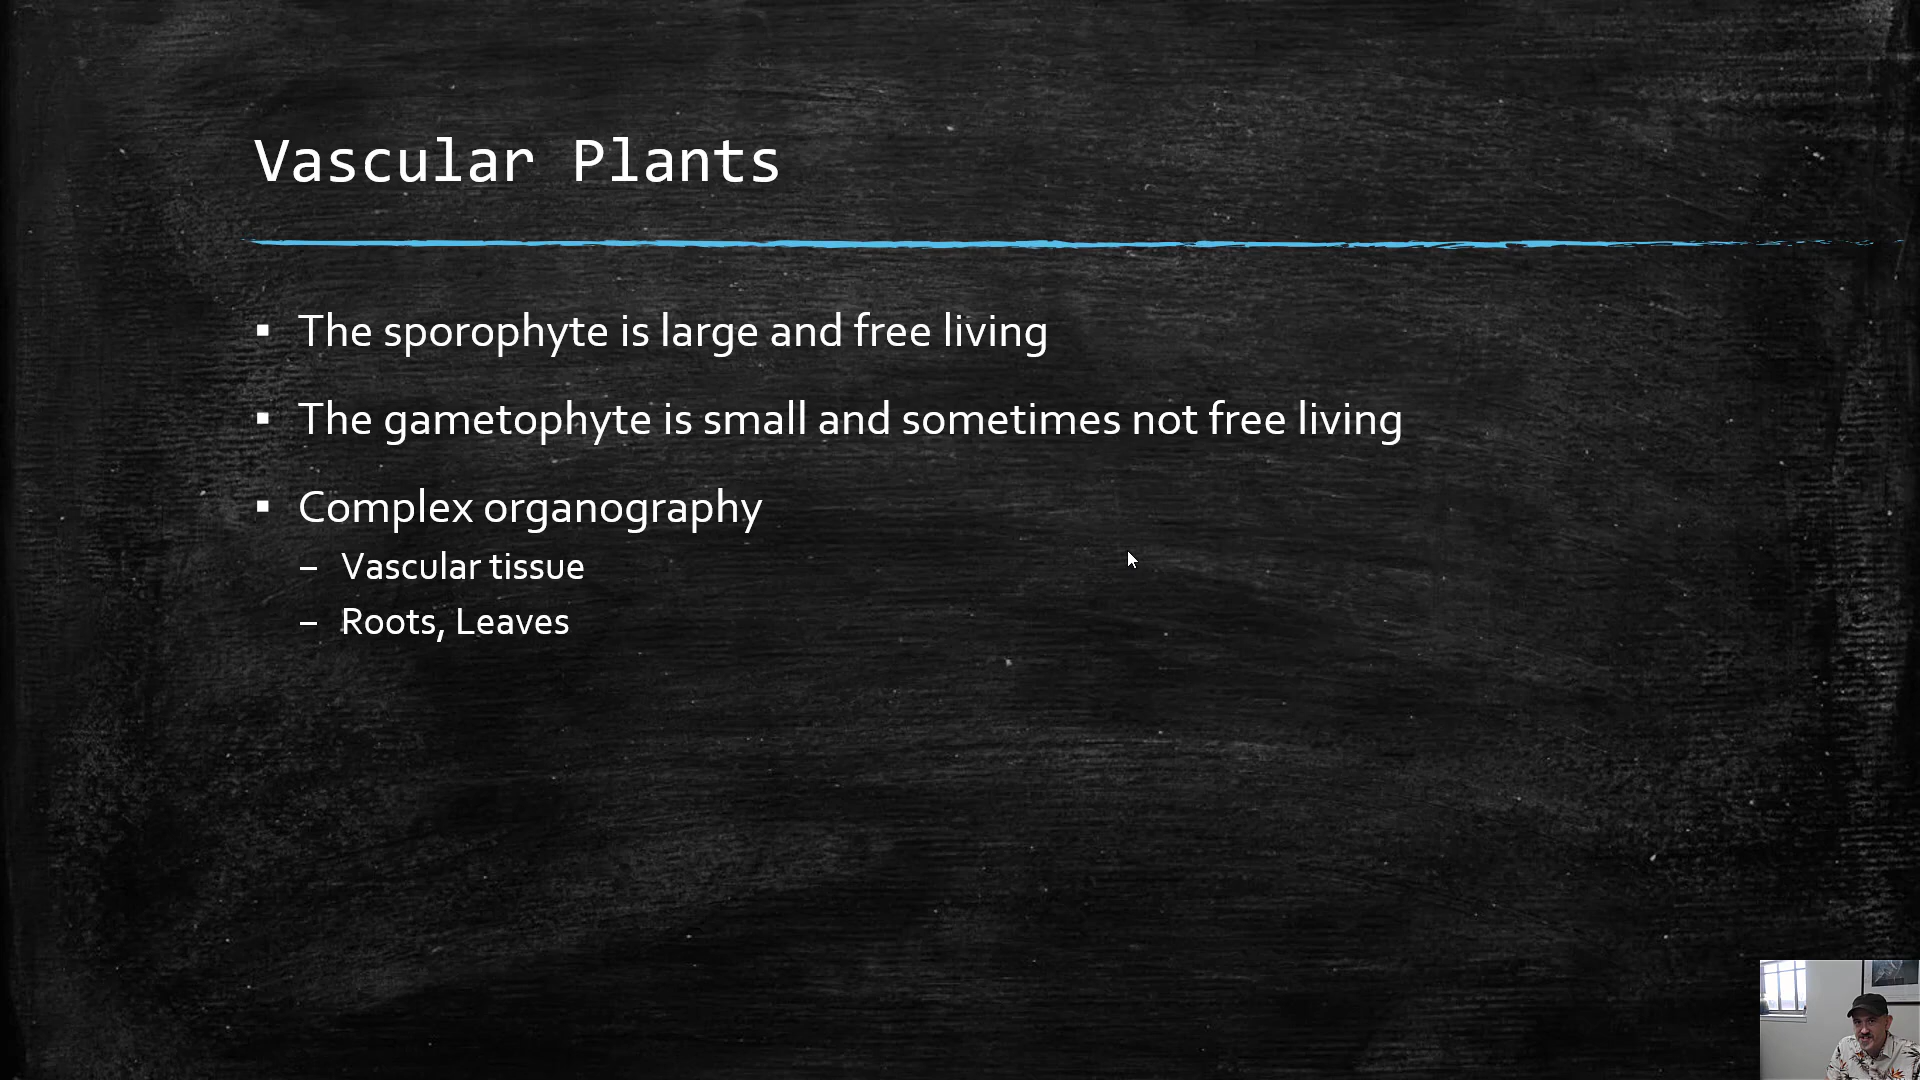 Vascular Plants
▪ The sporophyte is large and free living
▪ The gametophyte is small and sometimes not free living
▪ Complex organography
– Vascular tissue
– Roots, Leaves